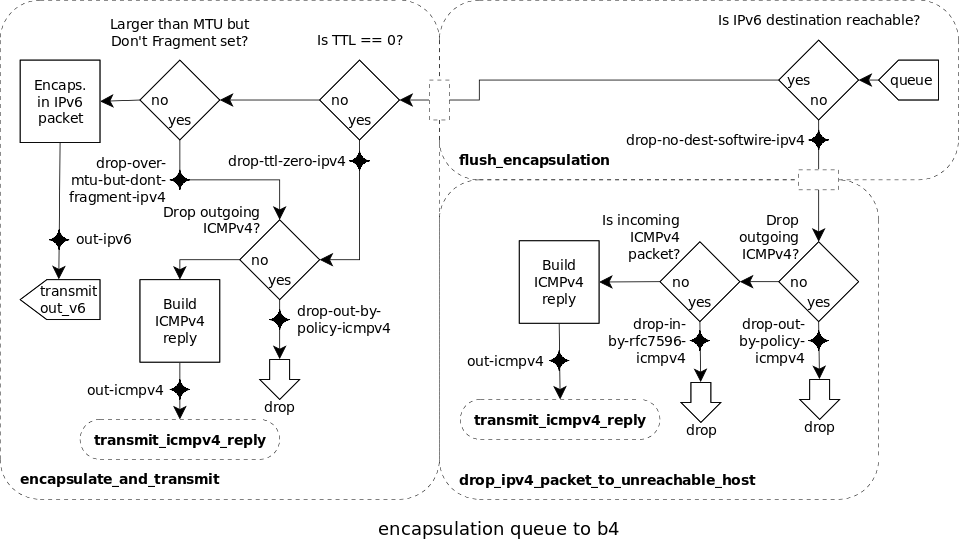 Larger than MTU but
Don't Fragment set?
Is TTL == 0?
Encaps.
in IPv6
packet
no
yes
no
yes
drop-over-
mtu-but-dont-
fragment-ipv4
drop-ttl-zero-ipv4
Drop outgoing
ICMPv4?
no
yes
out-ipv6
transmit
out_v6
Build
ICMPv4
reply
drop-out-by-
policy-icmpv4
drop
out-icmpv4
transmit_icmpv4_reply
encapsulate_and_transmit
Is IPv6 destination reachable?
yes
no
queue
drop-no-dest-softwire-ipv4
flush_encapsulation
Is incoming
ICMPv4
packet?
Drop
outgoing
ICMPv4?
Build
ICMPv4
reply
no
yes
no
yes
drop-in-
by-rfc7596-
icmpv4
drop-out-
by-policy-
icmpv4
out-icmpv4
drop
drop
transmit_icmpv4_reply
drop_ipv4_packet_to_unreachable_host
encapsulation queue to b4